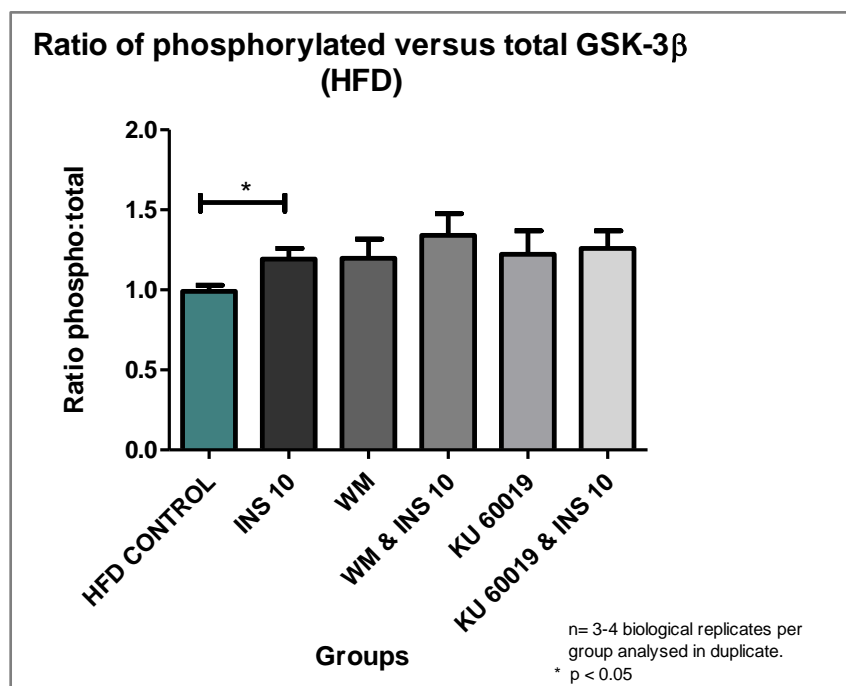 Ratio of phosphorylated versus total GSK-3β
(HFD)
Ratio phospho:total
2.0
1.5
1.0
0.5
0.0
*
HFD CONTROL
INS 10
WM
WM & INS 10
KU 60019
KU 60019 & INS 10
Groups
n= 3-4 biological replicates per
group analysed in duplicate.
* p < 0.05